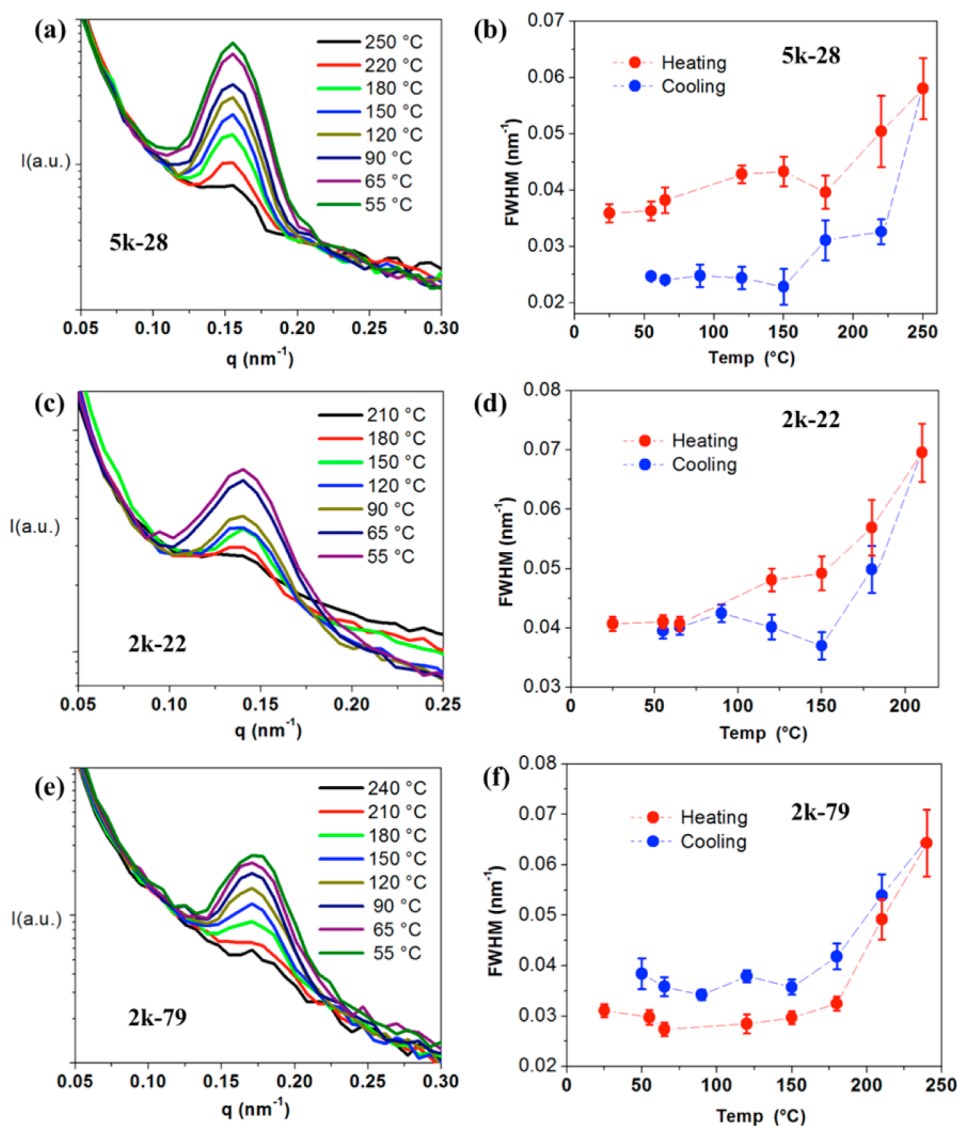 (a)
250 °C
220 °C
180 °C
150 °C
120 °C
90 °C
65 °C
55 °C
I(a.u.)
5k-28
0.05 0.10 0.15 0.20 0.25 0.30
q (nm⁻¹)
(b)
5k-28
Heating
Cooling
FWHM (nm⁻¹)
0.07
0.06
0.05
0.04
0.03
0.02
0 50 100 150 200 250
Temp (°C)
(c)
210 °C
180 °C
150 °C
120 °C
90 °C
65 °C
55 °C
I(a.u.)
2k-22
0.05 0.10 0.15 0.20 0.25
q (nm⁻¹)
(d)
2k-22
Heating
Cooling
FWHM (nm⁻¹)
0.08
0.07
0.06
0.05
0.04
0.03
0 50 100 150 200
Temp (°C)
(e)
240 °C
210 °C
180 °C
150 °C
120 °C
90 °C
65 °C
55 °C
I(a.u.)
2k-79
0.05 0.10 0.15 0.20 0.25 0.30
q (nm⁻¹)
(f)
2k-79
Heating
Cooling
FWHM (nm⁻¹)
0.08
0.07
0.06
0.05
0.04
0.03
0.02
0 50 100 150 200 250
Temp (°C)